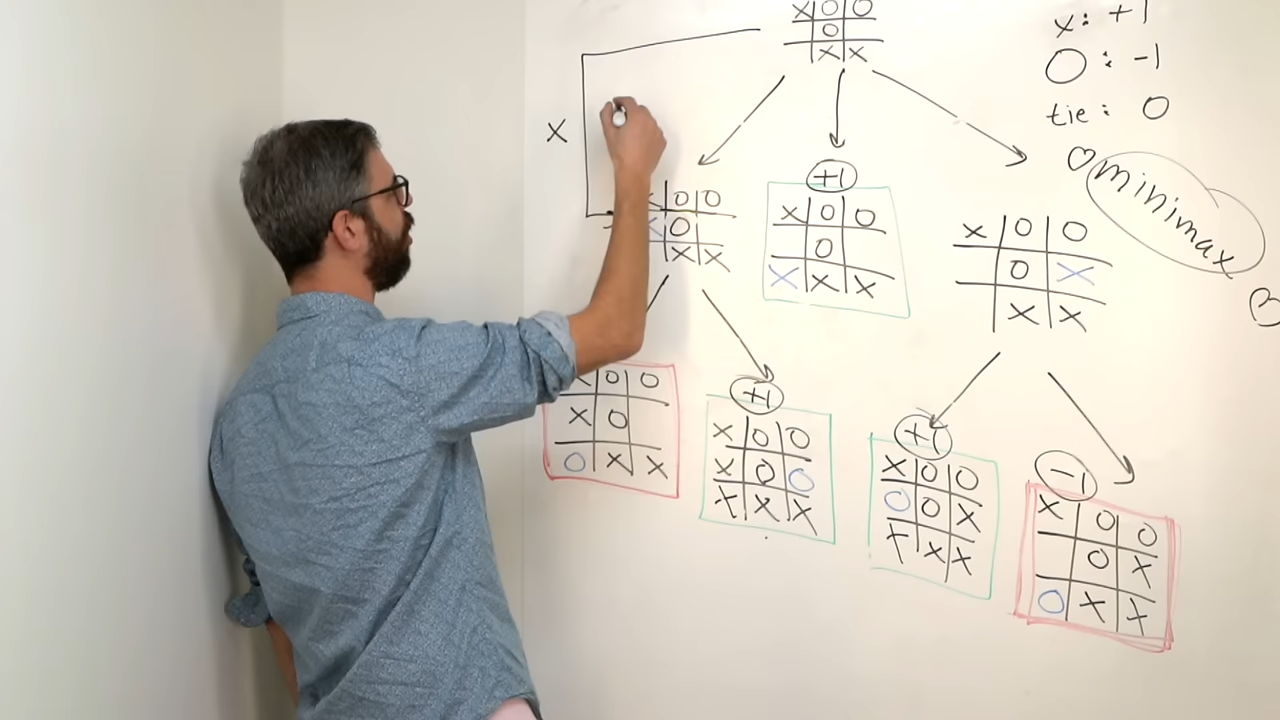 X O O
O
X X
x: +1
O: -1
tie: 0
minimax
X
O O
X O
X X
+1
X O O
O
X X X
X O O
O X
X X
O O
X O
O X X
+1
X O O
X O O
X X X
+1
X O O
O O X
X X X
-1
X O O
O X
O X X